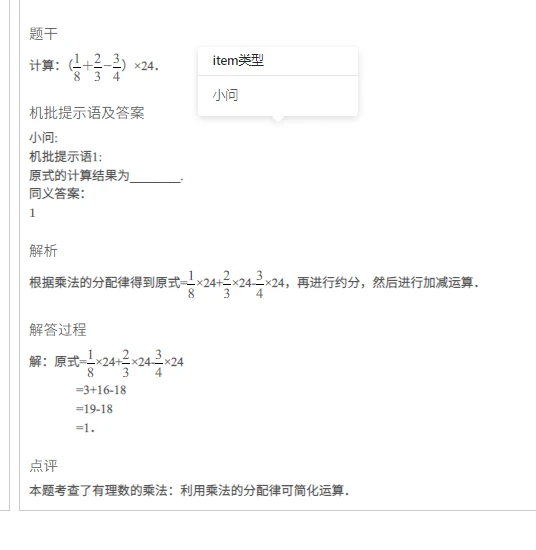 题干
计算：（1/8+2/3-3/4）×24．
item类型
小问
机批提示语及答案
小问:
机批提示语1:
原式的计算结果为________.
同义答案:
1
解析
根据乘法的分配律得到原式=1/8×24+2/3×24-3/4×24，再进行约分，然后进行加减运算．
解答过程
解：原式=1/8×24+2/3×24-3/4×24
=3+16-18
=19-18
=1．
点评
本题考查了有理数的乘法：利用乘法的分配律可简化运算．